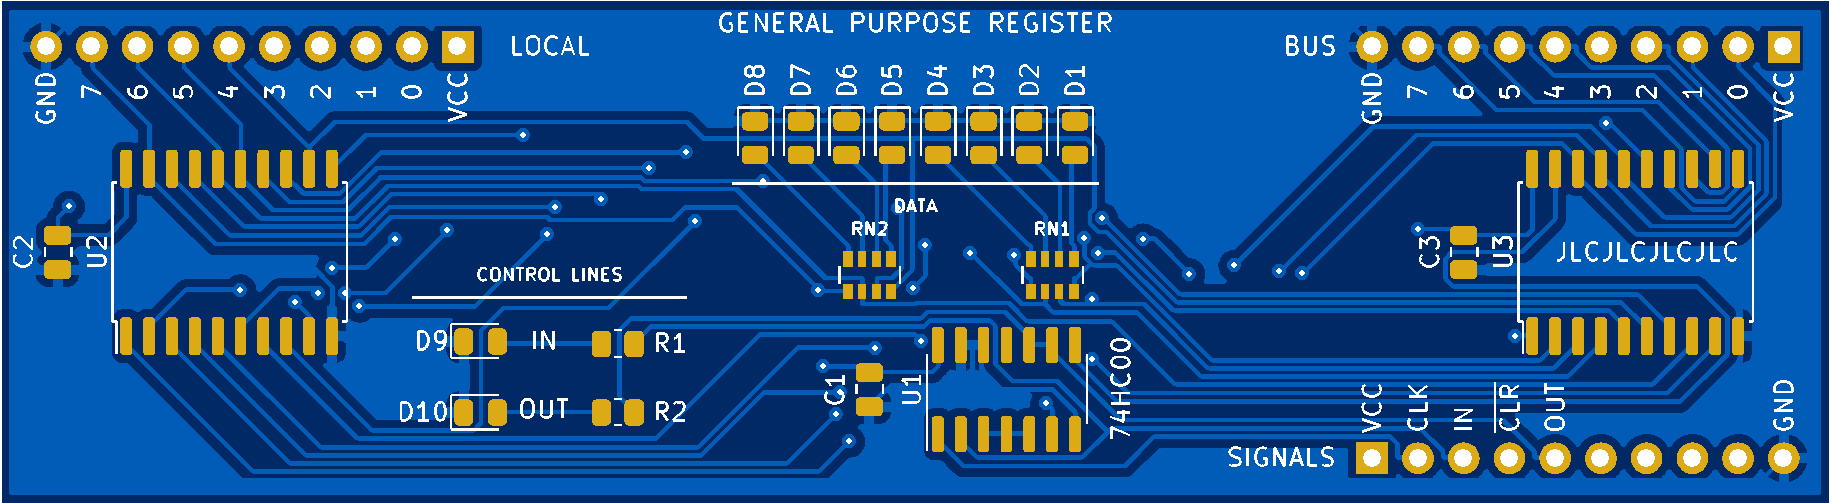 GENERAL PURPOSE REGISTER
LOCAL
BUS
GND
7
6
5
4
3
2
1
0
VCC
D8
D7
D6
D5
D4
D3
D2
D1
GND
7
6
5
4
3
2
1
0
VCC
DATA
RN2
RN1
C2
U2
CONTROL LINES
C3
U3
JLCJLCJLCJLC
D9
IN
R1
D10
OUT
R2
C1
U1
74HC00
VCC
CLK
IN
CLR
OUT
GND
SIGNALS